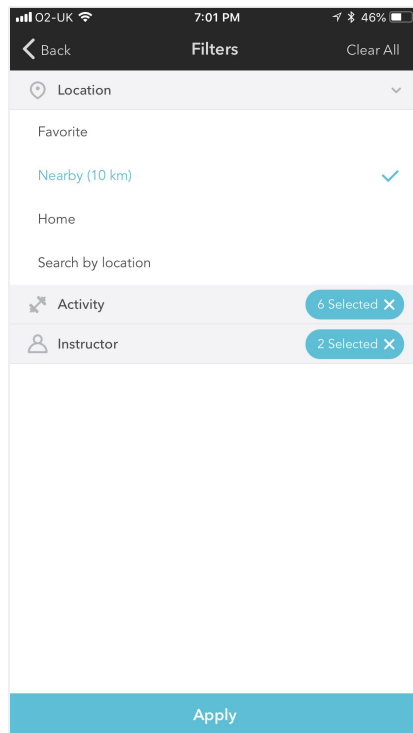 O2-UK 7:01 PM 46%
Back Filters Clear All
Location
Favorite
Nearby (10 km)
Home
Search by location
Activity 6 Selected
Instructor 2 Selected
Apply